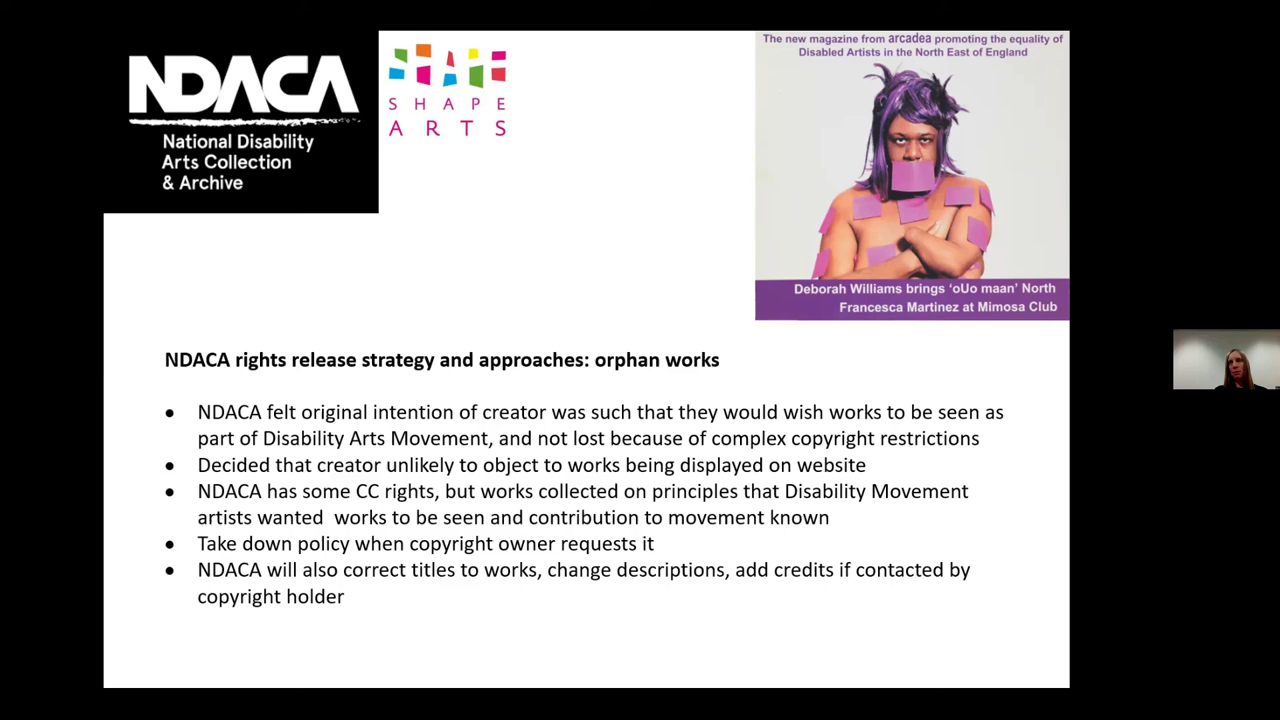 NDACA
National Disability
Arts Collection
& Archive
SHAPE
ARTS
The new magazine from arcadea promoting the equality of
Disabled Artists in the North East of England
Deborah Williams brings ‘oUo maan’ North
Francesca Martinez at Mimosa Club
NDACA rights release strategy and approaches: orphan works
● NDACA felt original intention of creator was such that they would wish works to be seen as
part of Disability Arts Movement, and not lost because of complex copyright restrictions
● Decided that creator unlikely to object to works being displayed on website
● NDACA has some CC rights, but works collected on principles that Disability Movement
artists wanted works to be seen and contribution to movement known
● Take down policy when copyright owner requests it
● NDACA will also correct titles to works, change descriptions, add credits if contacted by
copyright holder